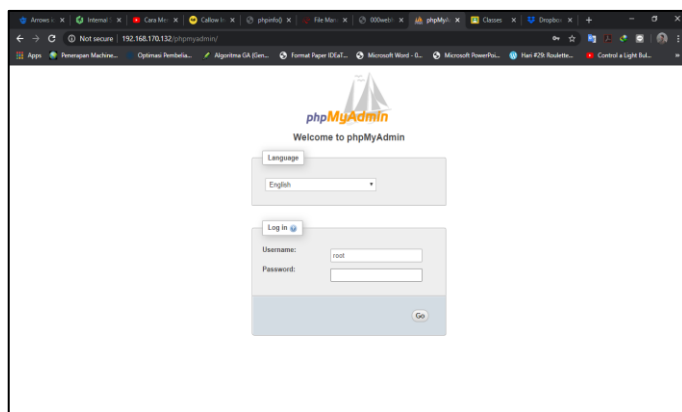 Arrows
Internal
Cara Me
Callow
phpinfo()
File Man
000web
phpMyA
Classes
Dropbox
Not secure | 192.168.170.132/phpmyadmin/
Apps Penerapan Machine... Optimasi Pembela... Algoritma GA (Gen... Format Paper IDEaT... Microsoft Word - 0... Microsoft PowerPoi... Hari #29: Roulette... Control a Light Bul...
phpMyAdmin
Welcome to phpMyAdmin
Language
English
Log in
Username:
root
Password:
Go